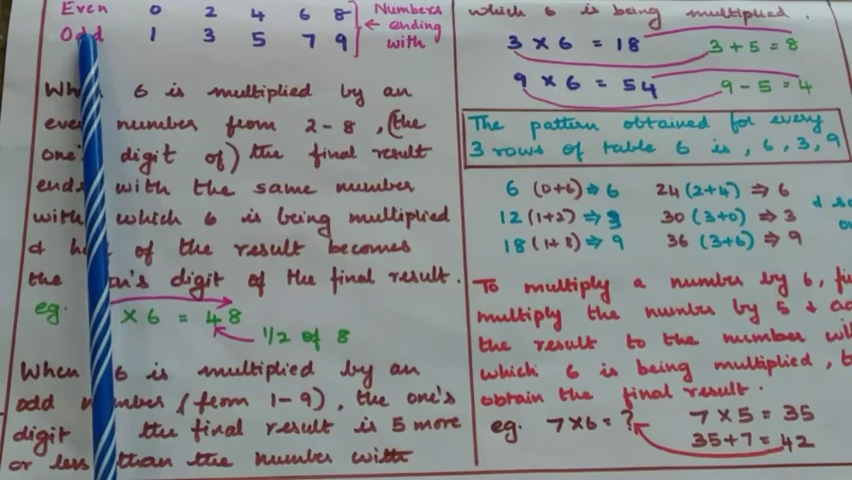 Even 0 2 4 6 8 Numbers
ending
Odd 1 3 5 7 9 with
6 is multiplied by an
number from 2-8, (the
one's digit of) the final result
ends with the same number
with which 6 is being multiplied
& of the result becomes
the digit of the final result.
eg. × 6 = 48
1/2 of 8
When 6 is multiplied by an
odd (from 1-9), the one's
digit the final result is 5 more
or less than the number with
which 6 is being multiplied.
3 × 6 = 18 3 + 5 = 8
9 × 6 = 54 9 - 5 = 4
The pattern obtained for every
3 rows of table 6 is, 6, 3, 9
6 (0+6) ⇒ 6 24 (2+4) ⇒ 6
12 (1+2) ⇒ 3 30 (3+0) ⇒ 3
18 (1+8) ⇒ 9 36 (3+6) ⇒ 9
&
To multiply a number by 6,
multiply the number by 5 &
the result to the number
which 6 is being multiplied,
obtain the final result.
eg. 7×6 = ? 7 × 5 = 35
35 + 7 = 42